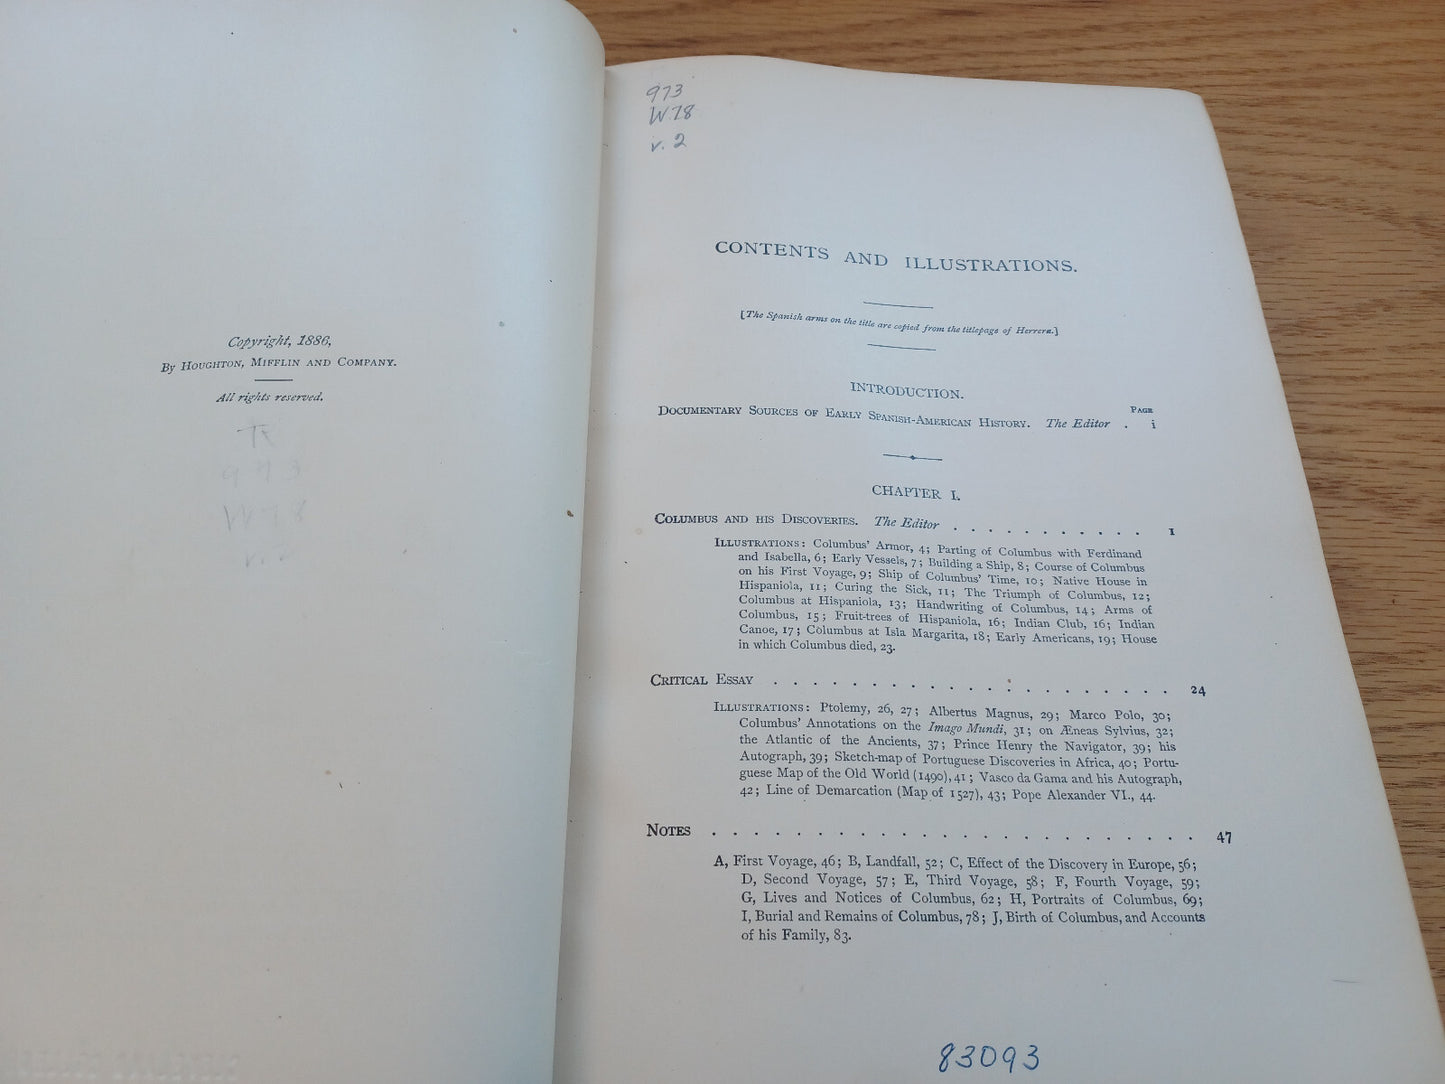 Copyright, 1886,
By Houghton, Mifflin and Company.
All rights reserved.
973
W78
v. 2
973
W78
v. 2
CONTENTS AND ILLUSTRATIONS.
[The Spanish arms on the title are copied from the titlepage of Herrera.]
INTRODUCTION.
Page
Documentary Sources of Early Spanish-American History. The Editor . i
CHAPTER I.
Columbus and his Discoveries. The Editor . . . . . . . . . . . 1
Illustrations: Columbus' Armor, 4; Parting of Columbus with Ferdinand
and Isabella, 6; Early Vessels, 7; Building a Ship, 8; Course of Columbus
on his First Voyage, 9; Ship of Columbus' Time, 10; Native House in
Hispaniola, 11; Curing the Sick, 11; The Triumph of Columbus, 12;
Columbus at Hispaniola, 13; Handwriting of Columbus, 14; Arms of
Columbus, 15; Fruit-trees of Hispaniola, 16; Indian Club, 16; Indian
Canoe, 17; Columbus at Isla Margarita, 18; Early Americans, 19; House
in which Columbus died, 23.
Critical Essay . . . . . . . . . . . . . . . . . . . 24
Illustrations: Ptolemy, 26, 27; Albertus Magnus, 29; Marco Polo, 30;
Columbus' Annotations on the Imago Mundi, 31; on Æneas Sylvius, 32;
the Atlantic of the Ancients, 37; Prince Henry the Navigator, 39; his
Autograph, 39; Sketch-map of Portuguese Discoveries in Africa, 40; Portu-
guese Map of the Old World (1490), 41; Vasco da Gama and his Autograph,
42; Line of Demarcation (Map of 1527), 43; Pope Alexander VI., 44.
Notes . . . . . . . . . . . . . . . . . . . . . . . 47
A, First Voyage, 46; B, Landfall, 52; C, Effect of the Discovery in Europe, 56;
D, Second Voyage, 57; E, Third Voyage, 58; F, Fourth Voyage, 59;
G, Lives and Notices of Columbus, 62; H, Portraits of Columbus, 69;
I, Burial and Remains of Columbus, 78; J, Birth of Columbus, and Accounts
of his Family, 83.
83093